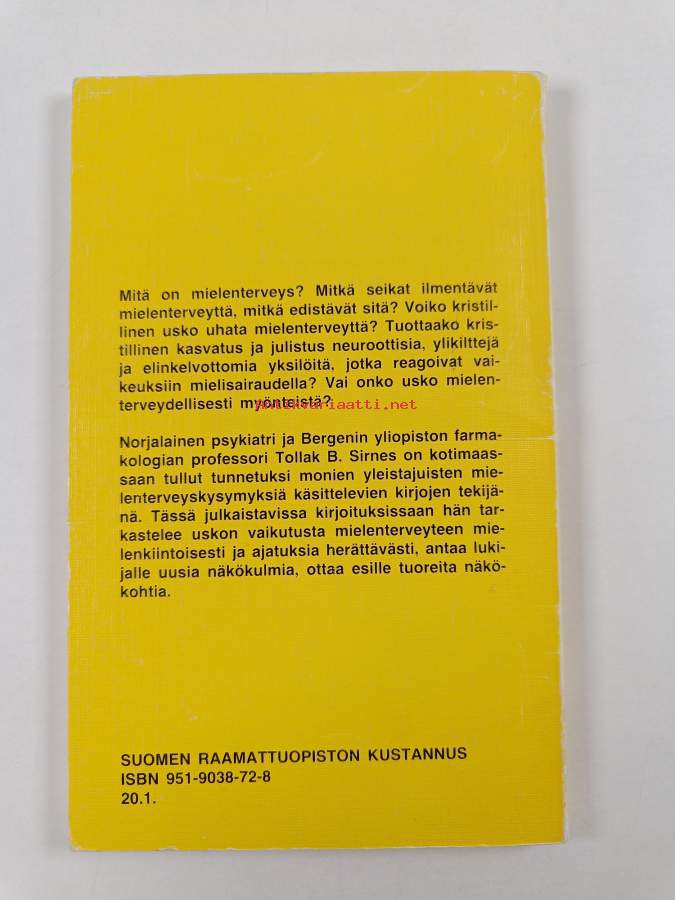 Mitä on mielenterveys? Mitkä seikat ilmentävät
mielenterveyttä, mitkä edistävät sitä? Voiko kristil-
linen usko uhata mielenterveyttä? Tuottaako kris-
tillinen kasvatus ja julistus neuroottisia, ylikilttejä
ja elinkelvottomia yksilöitä, jotka reagoivat vai-
keuksiin mielisairaudella? Vai onko usko mielen-
terveydellisesti myönteistä?
Antikvariaatti.net
Norjalainen psykiatri ja Bergenin yliopiston farma-
kologian professori Tollak B. Sirnes on kotimaas-
saan tullut tunnetuksi monien yleistajuisten mie-
lenterveyskysymyksiä käsittelevien kirjojen tekijä-
nä. Tässä julkaistavissa kirjoituksissaan hän tar-
kastelee uskon vaikutusta mielenterveyteen mie-
lenkiintoisesti ja ajatuksia herättävästi, antaa luki-
jalle uusia näkökulmia, ottaa esille tuoreita näkö-
kohtia.
SUOMEN RAAMATTUOPISTON KUSTANNUS
ISBN 951-9038-72-8
20.1.